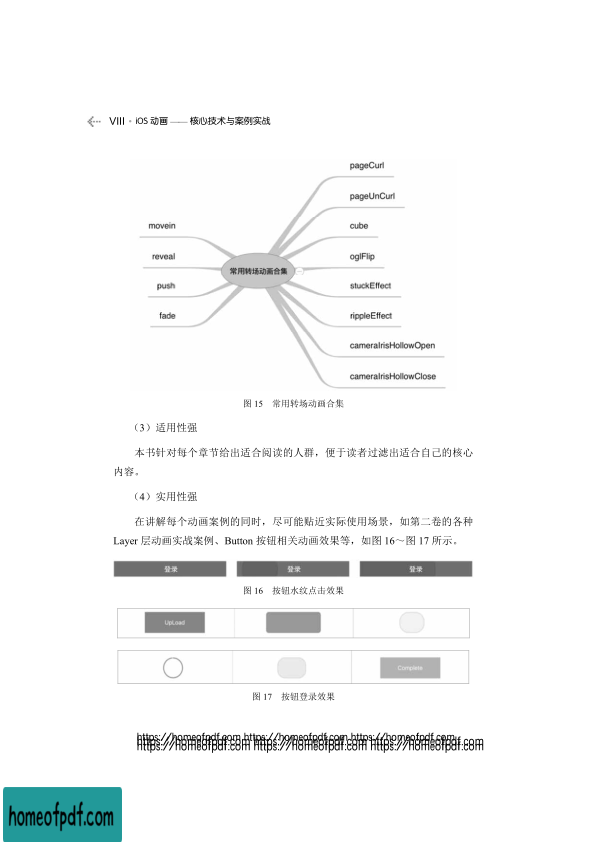 VIII · iOS 动画 —— 核心技术与案例实战
pageCurl
pageUnCurl
movein
cube
reveal
oglFlip
常用转场动画合集
push
stuckEffect
fade
rippleEffect
cameraIrisHollowOpen
cameraIrisHollowClose
图 15 常用转场动画合集
（3）适用性强
本书针对每个章节给出适合阅读的人群，便于读者过滤出适合自己的核心
内容。
（4）实用性强
在讲解每个动画案例的同时，尽可能贴近实际使用场景，如第二卷的各种
Layer 层动画实战案例、Button 按钮相关动画效果等，如图 16～图 17 所示。
登录 登录 登录
图 16 按钮水纹点击效果
UpLoad
Complete
图 17 按钮登录效果
https://homeofpdf.com https://homeofpdf.com https://homeofpdf.com
https://homeofpdf.com https://homeofpdf.com https://homeofpdf.com
homeofpdf.com